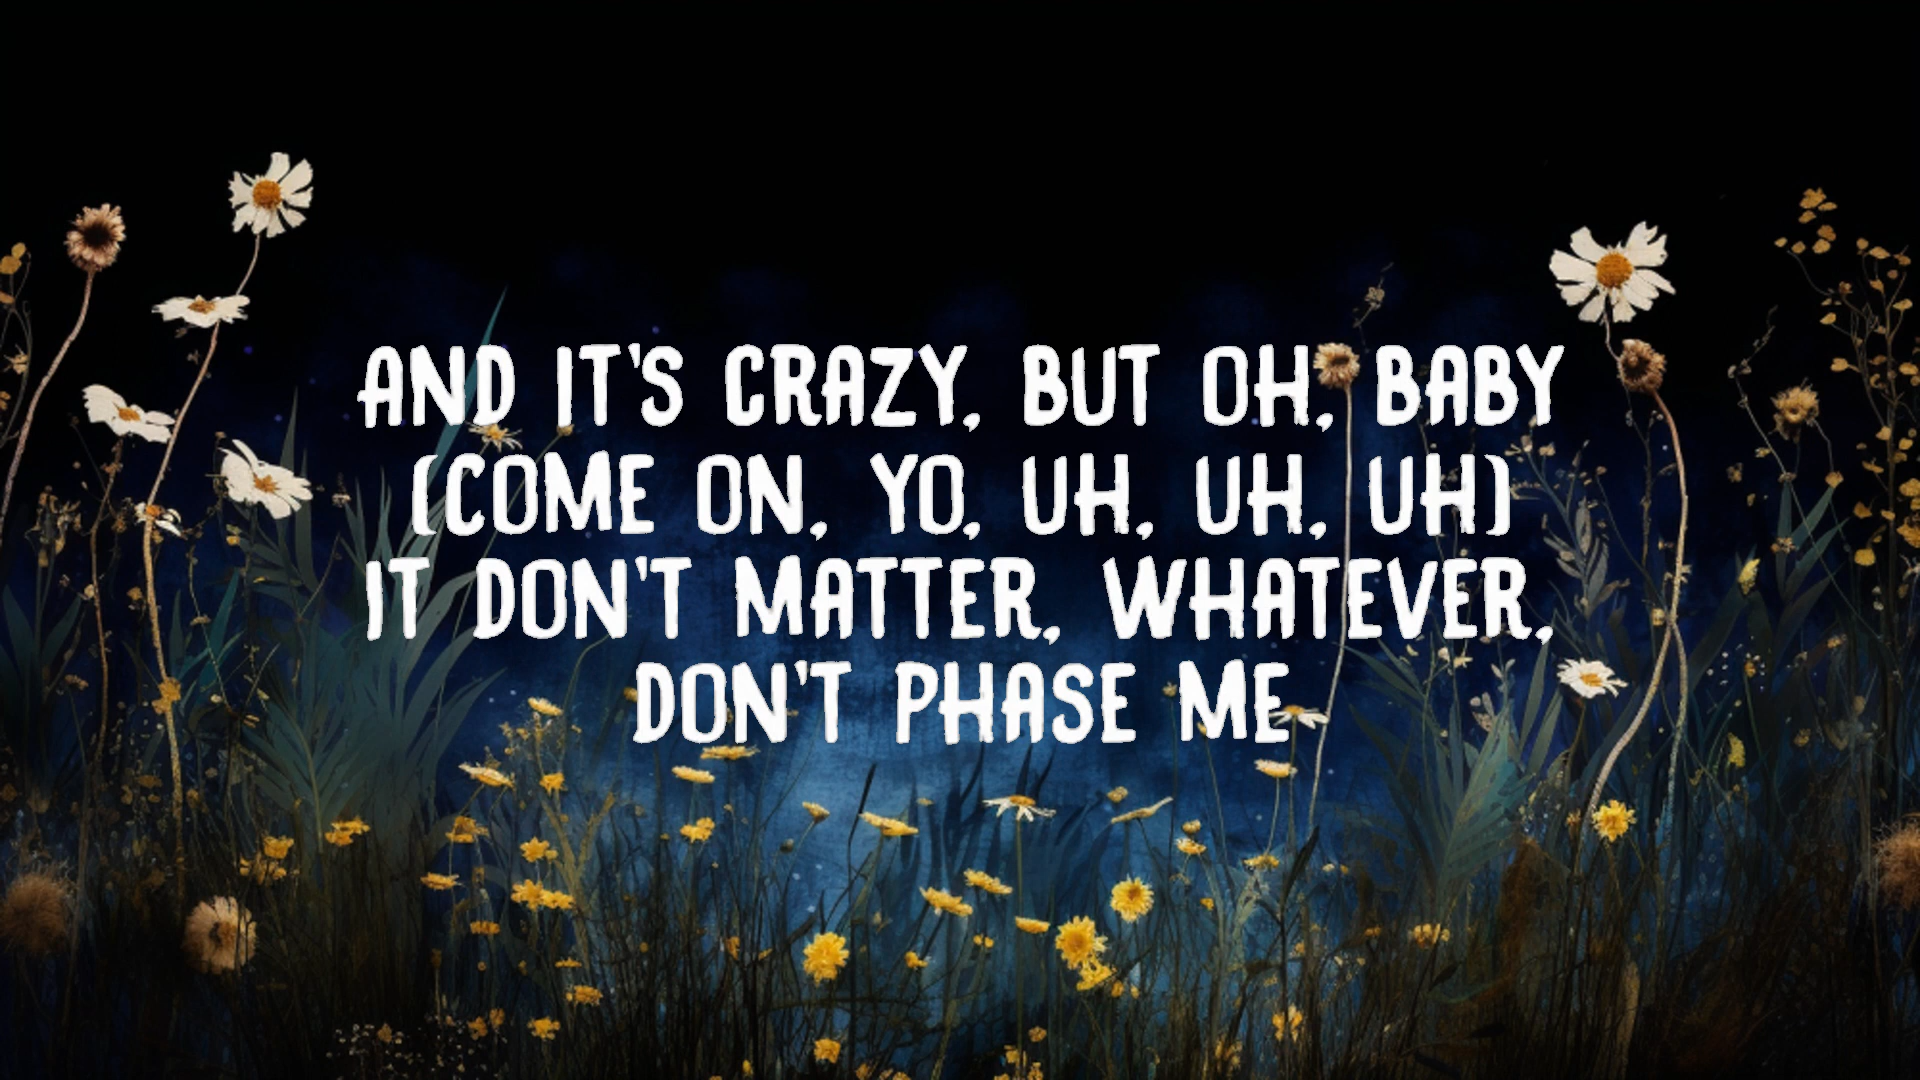 AND IT'S CRAZY, BUT OH, BABY
(COME ON, YO, UH, UH, UH)
IT DON'T MATTER, WHATEVER,
DON'T PHASE ME